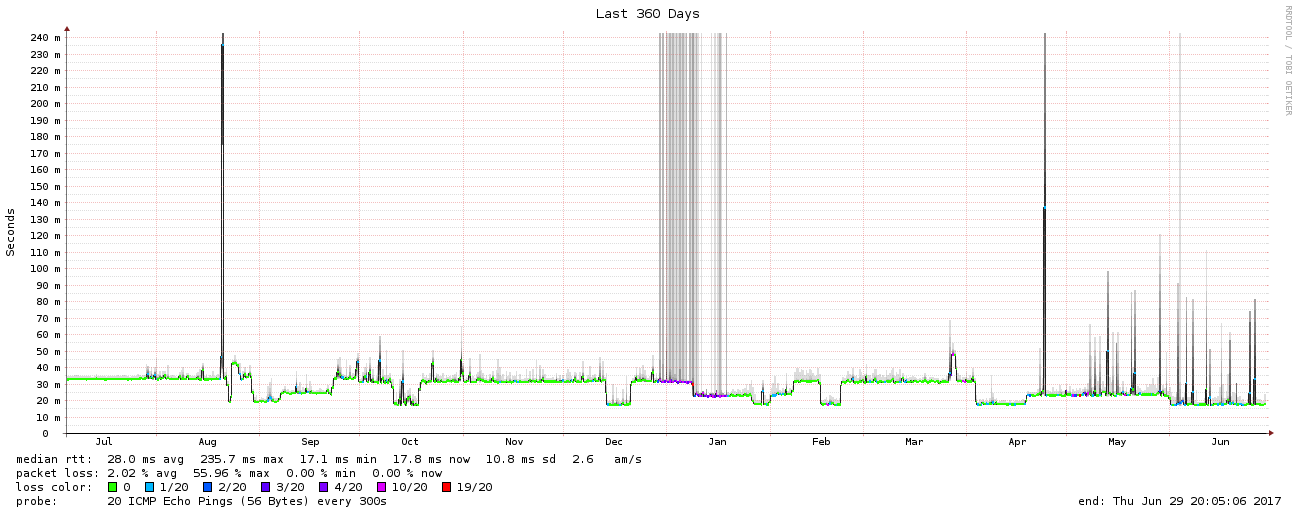 Last 360 Days
RRDTOOL / TOBI OETIKER
Seconds
240 m
230 m
220 m
210 m
200 m
190 m
180 m
170 m
160 m
150 m
140 m
130 m
120 m
110 m
100 m
90 m
80 m
70 m
60 m
50 m
40 m
30 m
20 m
10 m
0
Jul Aug Sep Oct Nov Dec Jan Feb Mar Apr May Jun
median rtt: 28.0 ms avg 235.7 ms max 17.1 ms min 17.8 ms now 10.8 ms sd 2.6 am/s
packet loss: 2.02 % avg 55.96 % max 0.00 % min 0.00 % now
loss color: 0 1/20 2/20 3/20 4/20 10/20 19/20
probe: 20 ICMP Echo Pings (56 Bytes) every 300s end: Thu Jun 29 20:05:06 2017